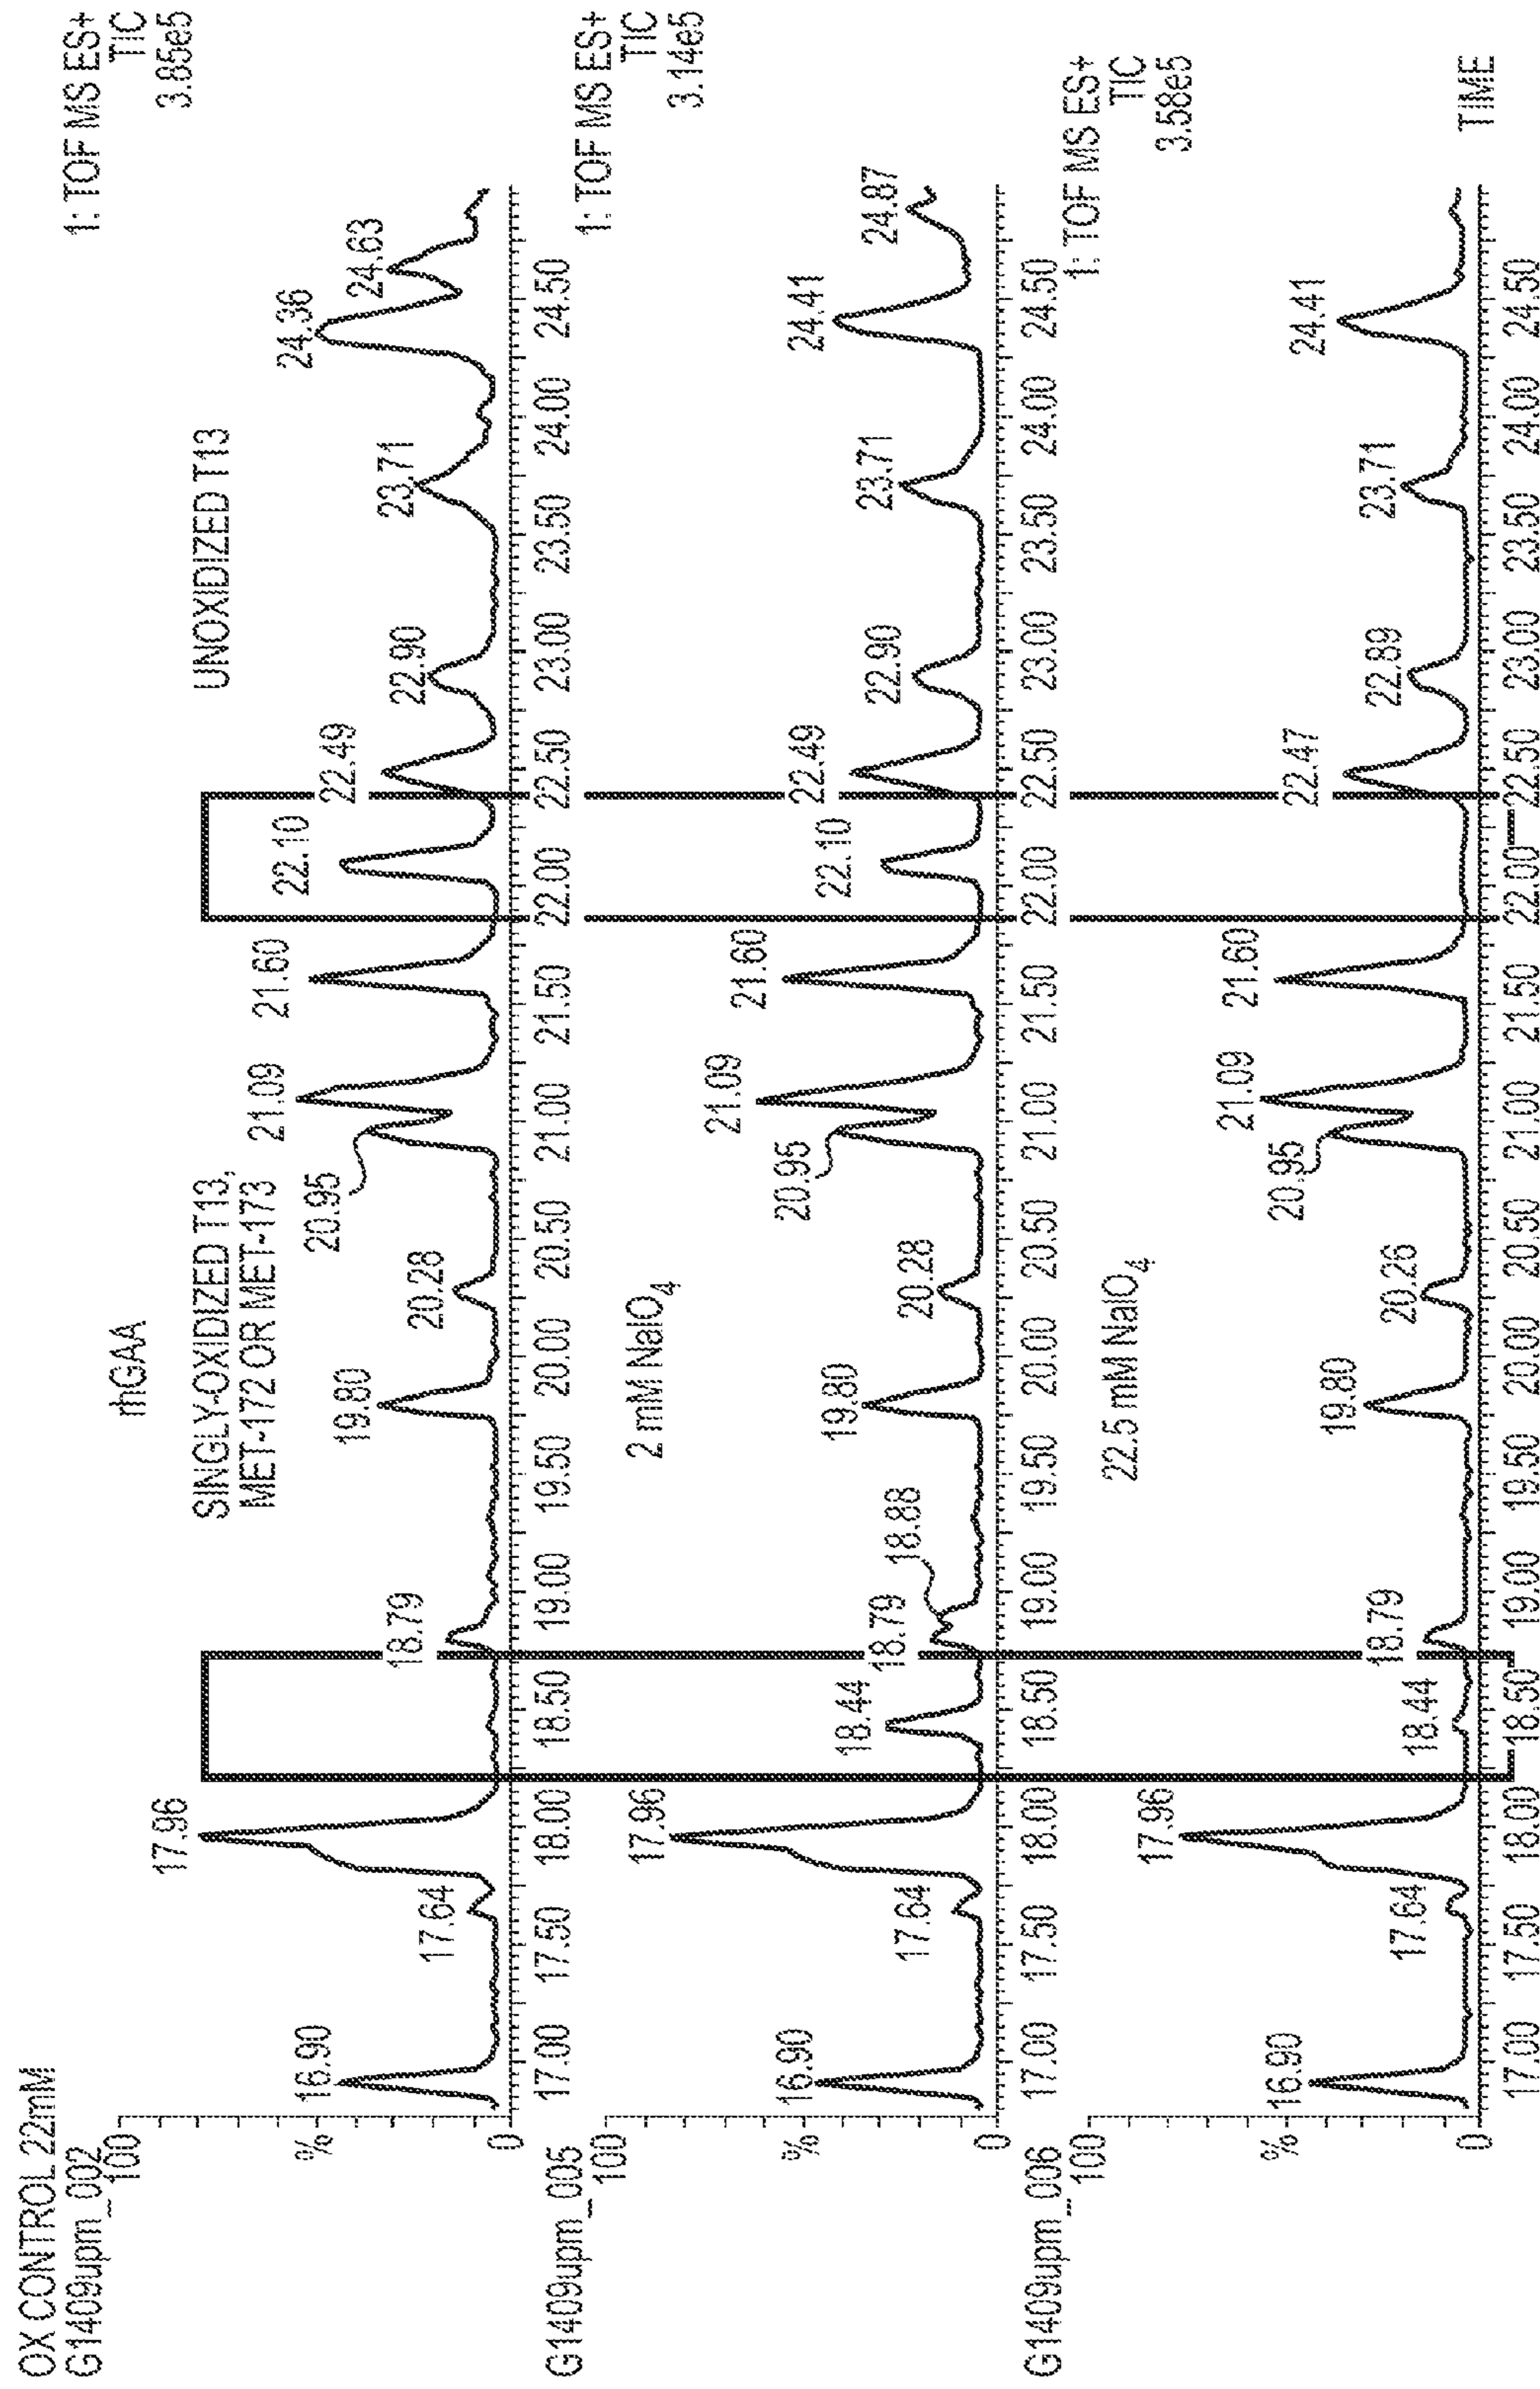 OX CONTROL 22mM
G1409upm_002
rhGAA
1: TOF MS ES+
TIC
3.85e5
SINGLY-OXIDIZED T13,
MET-172 OR MET-173
UNOXIDIZED T13
100
%
0
16.90
17.64
17.96
18.79
19.80
20.28
20.95
21.09
21.60
22.10
22.49
22.90
23.71
24.36
24.63
17.00 17.50 18.00 18.50 19.00 19.50 20.00 20.50 21.00 21.50 22.00 22.50 23.00 23.50 24.00 24.50
G1409upm_005
2 mM NaIO4
1: TOF MS ES+
TIC
3.14e5
100
%
0
16.90
17.64
17.96
18.44
18.79
18.88
19.80
20.28
20.95
21.09
21.60
22.10
22.49
22.90
23.71
24.41
24.87
17.00 17.50 18.00 18.50 19.00 19.50 20.00 20.50 21.00 21.50 22.00 22.50 23.00 23.50 24.00 24.50
G1409upm_006
22.5 mM NaIO4
1: TOF MS ES+
TIC
3.58e5
100
%
0
16.90
17.64
17.96
18.44
18.79
19.80
20.26
20.95
21.09
21.60
22.47
22.89
23.71
24.41
17.00 17.50 18.00 18.50 19.00 19.50 20.00 20.50 21.00 21.50 22.00 22.50 23.00 23.50 24.00 24.50
TIME